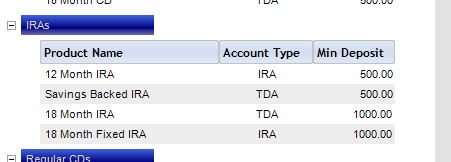 18 Month CD TDA 500.00
IRAs
Product Name Account Type Min Deposit
12 Month IRA IRA 500.00
Savings Backed IRA TDA 500.00
18 Month IRA TDA 1000.00
18 Month Fixed IRA IRA 1000.00
Regular CDs